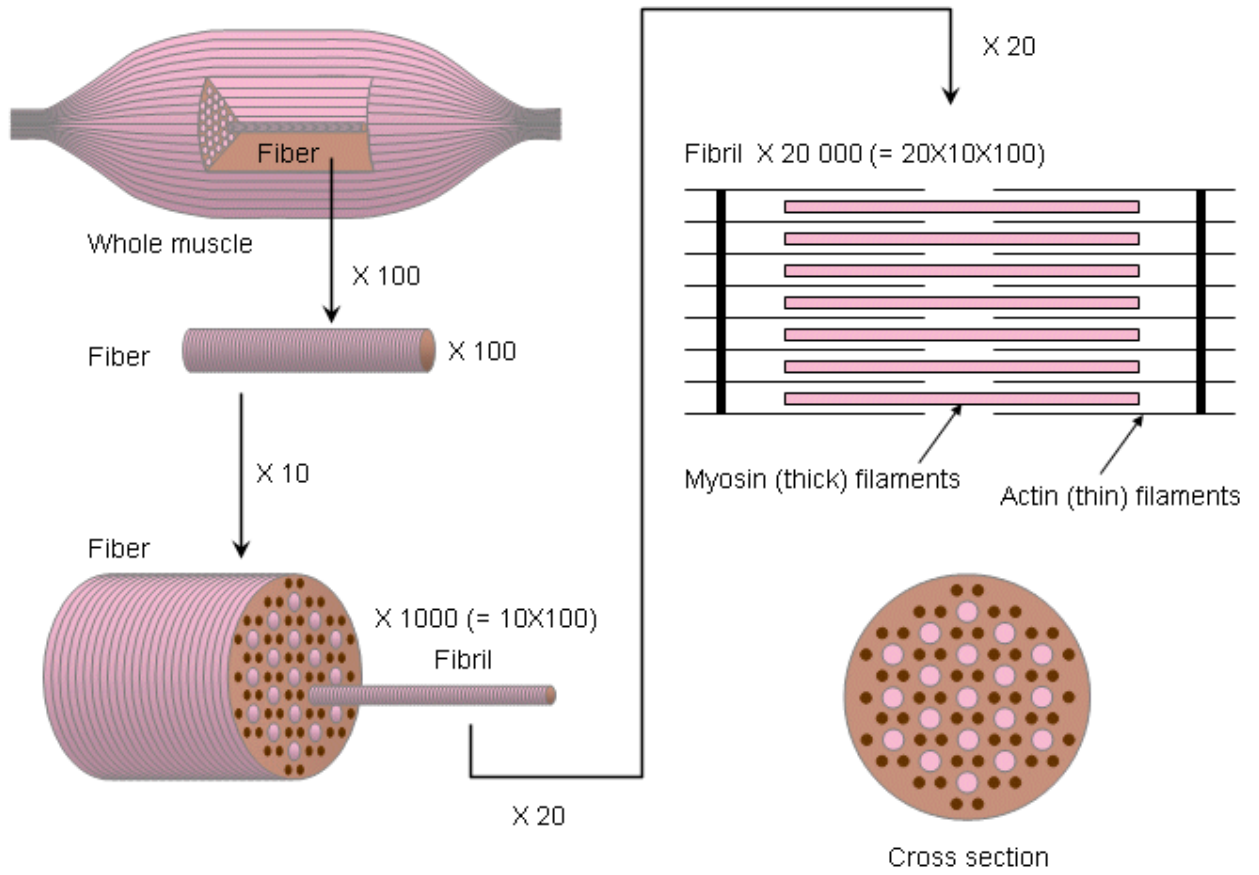 Fiber
Whole muscle
X 100
Fiber
X 100
X 10
Fiber
X 1000 (= 10X100)
Fibril
X 20
X 20
Fibril X 20 000 (= 20X10X100)
Myosin (thick) filaments
Actin (thin) filaments
Cross section